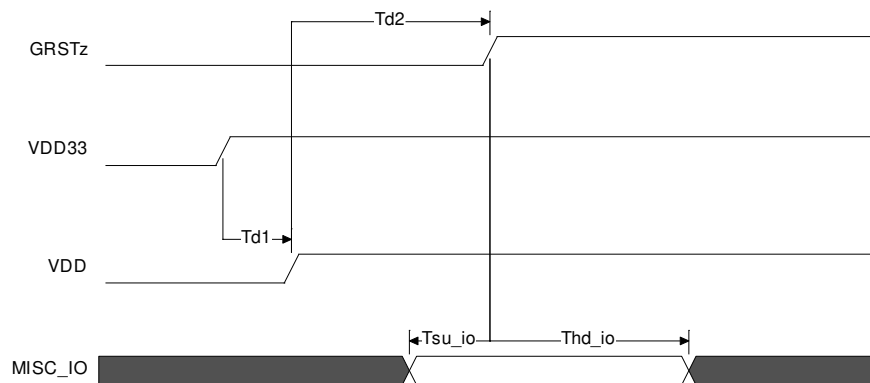 Td2
GRSTz
VDD33
Td1
VDD
Tsu_io
Thd_io
MISC_IO